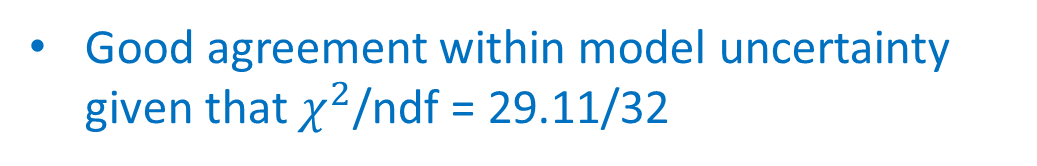 • Good agreement within model uncertainty
given that χ²/ndf = 29.11/32